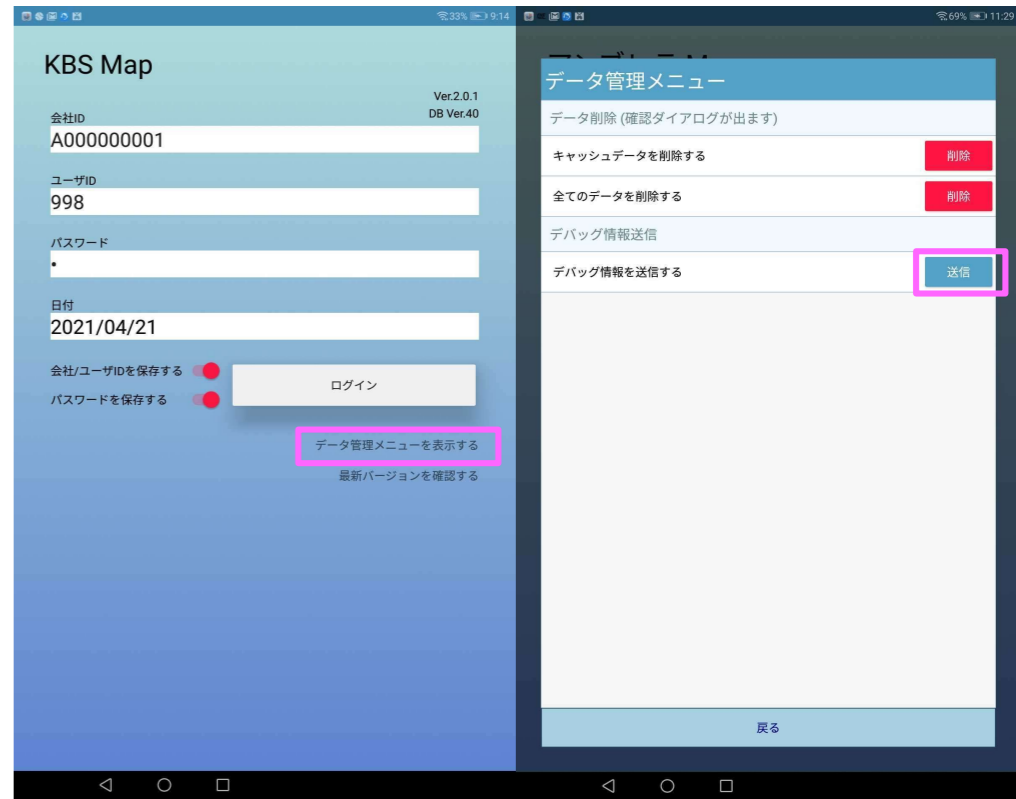 33% 9:14
KBS Map
Ver.2.0.1
DB Ver.40
会社ID
A000000001
ユーザID
998
パスワード
•
日付
2021/04/21
会社/ユーザIDを保存する
パスワードを保存する
ログイン
データ管理メニューを表示する
最新バージョンを確認する
69% 11:29
データ管理メニュー
データ削除 (確認ダイアログが出ます)
キャッシュデータを削除する 削除
全てのデータを削除する 削除
デバッグ情報送信
デバッグ情報を送信する 送信
戻る